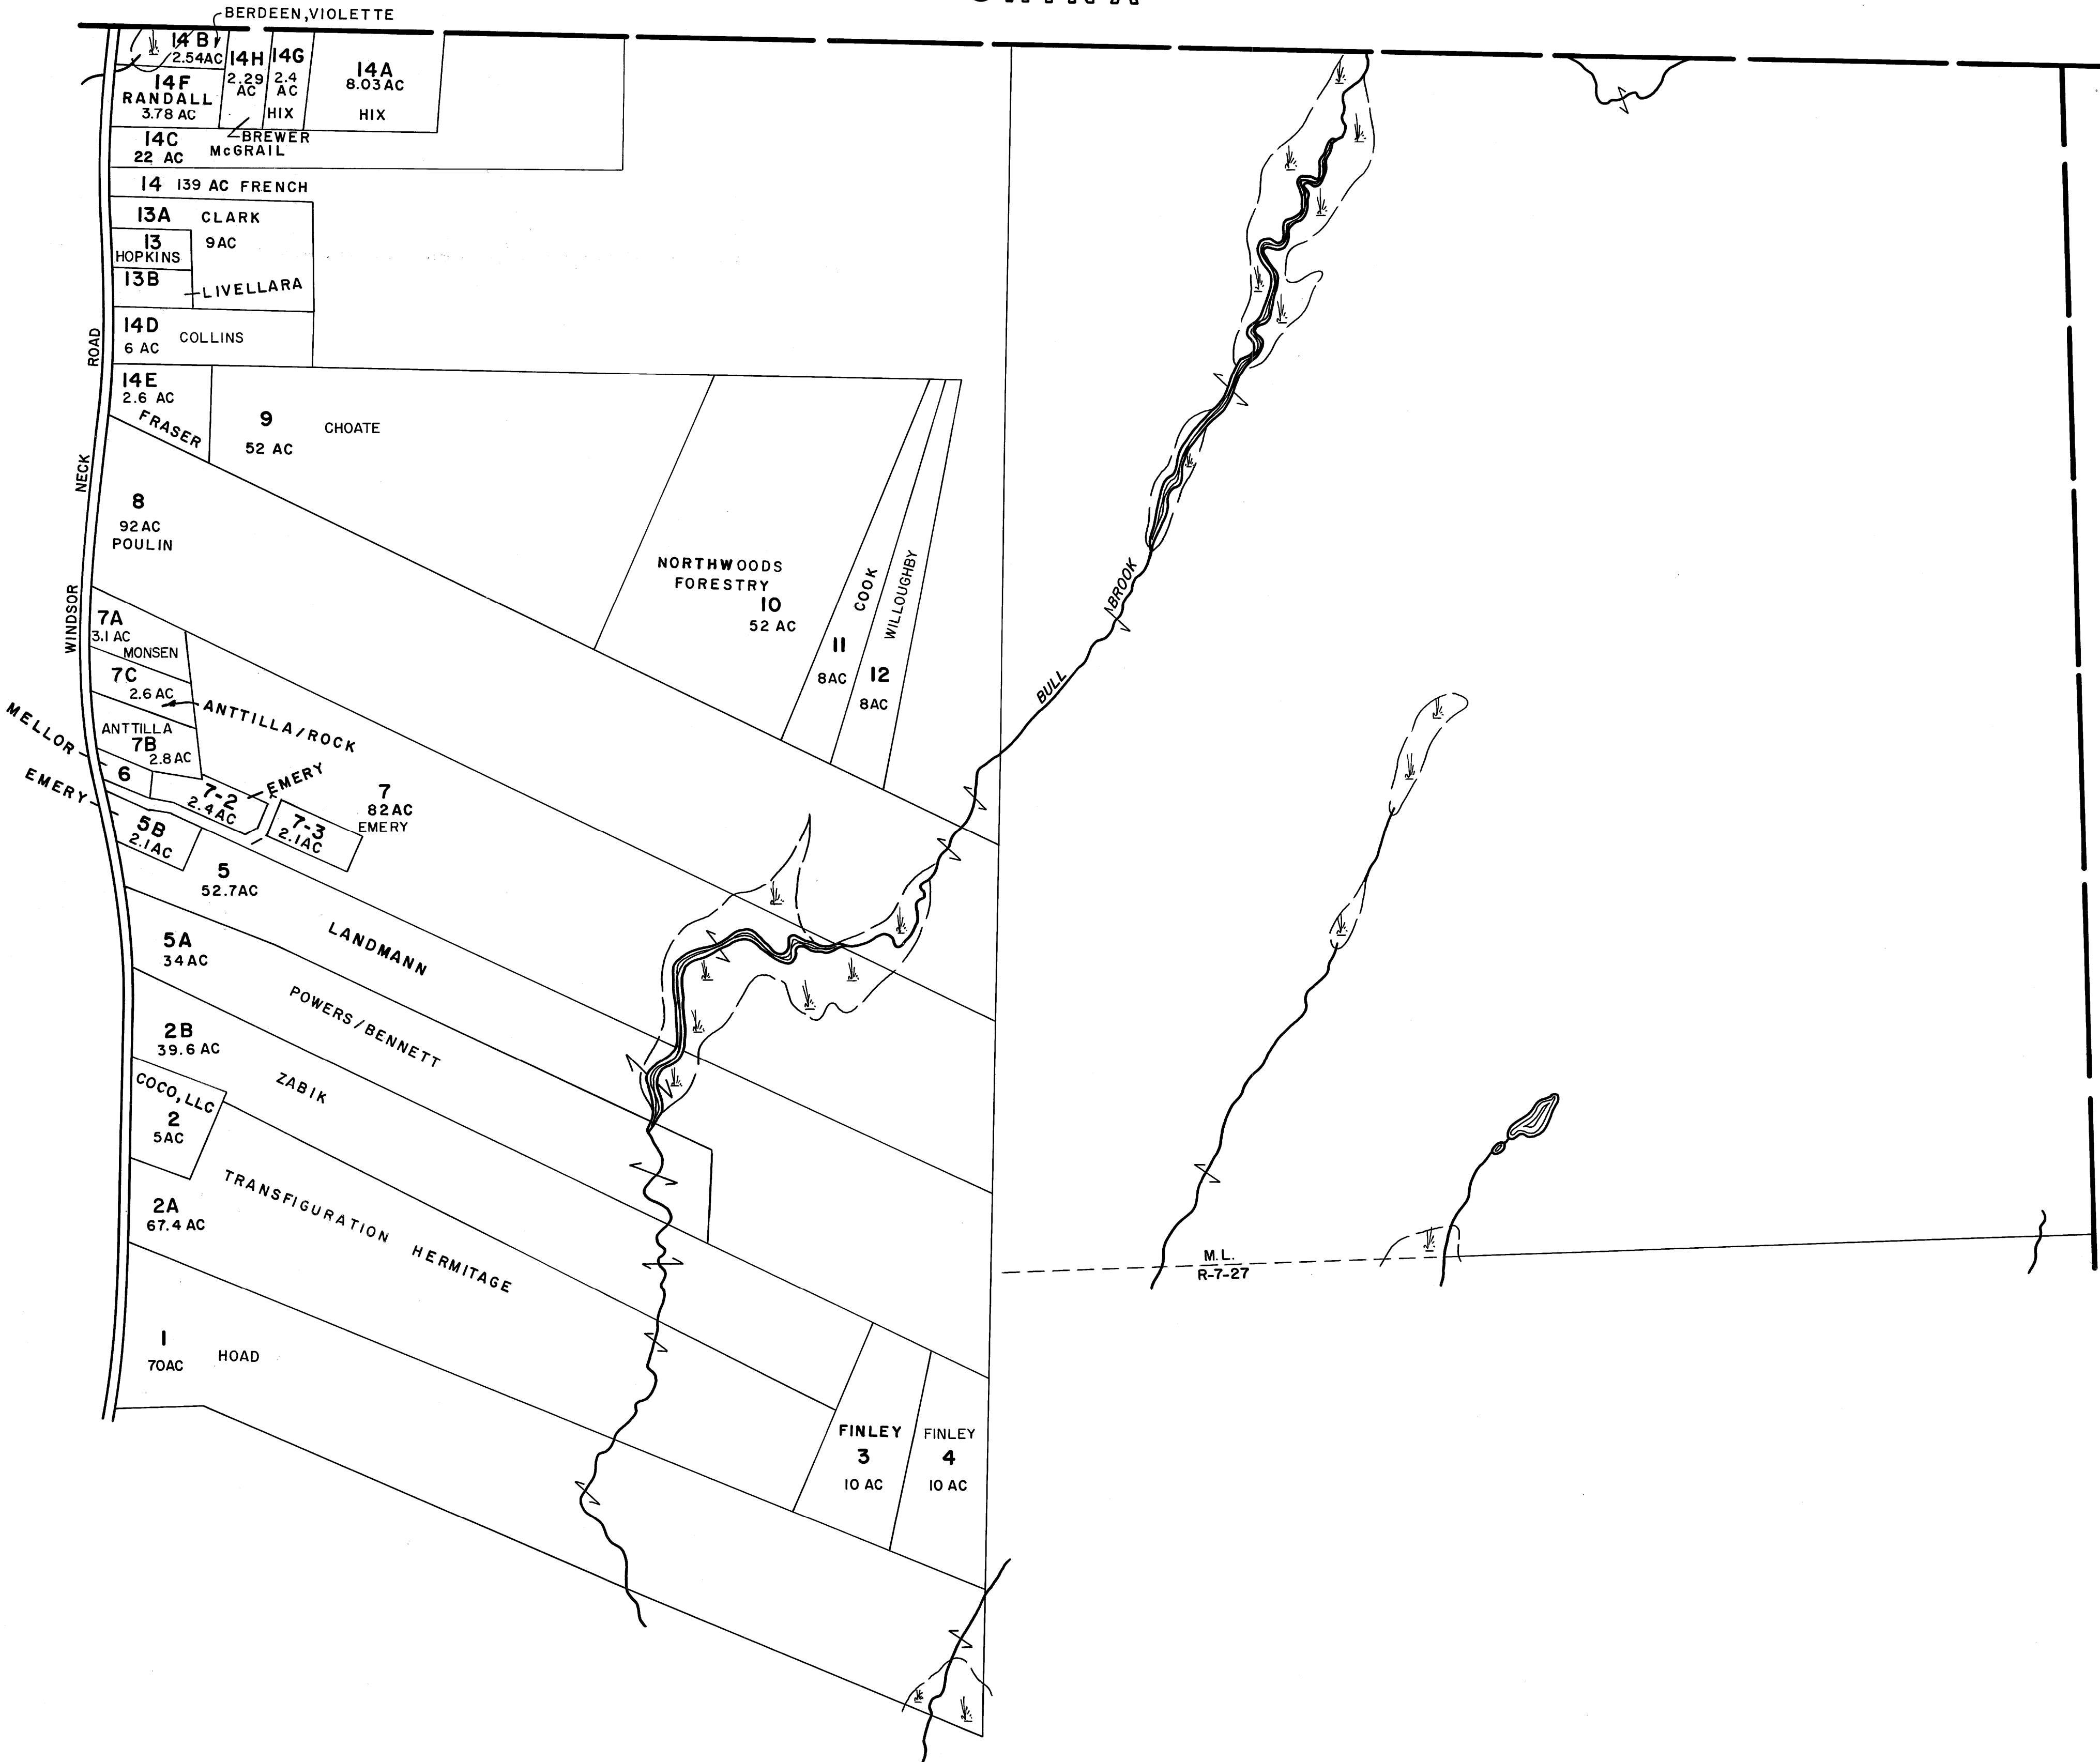 BERDEEN, VIOLETTE
14B
2.54AC
14H
2.29
AC
14G
2.4
AC
HIX
14A
8.03AC
HIX
14F
RANDALL
3.78 AC
BREWER
14C
22 AC
McGRAIL
14 139 AC FRENCH
13A CLARK
9AC
13
HOPKINS
13B
LIVELLARA
14D
6 AC
COLLINS
14E
2.6 AC
FRASER
9
52 AC
CHOATE
8
92AC
POULIN
NORTHWOODS
FORESTRY
10
52 AC
COOK
11
8AC
WILLOUGHBY
12
8AC
WINDSOR NECK ROAD
7A
3.1 AC
MONSEN
7C
2.6 AC
ANTTILLA/ROCK
ANTTILLA
7B
2.8AC
MELLOR
6
EMERY
7-2
2.4AC
EMERY
7-3
2.1AC
7
82AC
EMERY
5B
2.1AC
5
52.7AC
LANDMANN
5A
34AC
POWERS/BENNETT
2B
39.6 AC
ZABIK
COCO, LLC
2
5AC
2A
67.4 AC
TRANSFIGURATION HERMITAGE
1
70AC
HOAD
FINLEY
3
10 AC
FINLEY
4
10 AC
BULL BROOK
M.L.
R-7-27